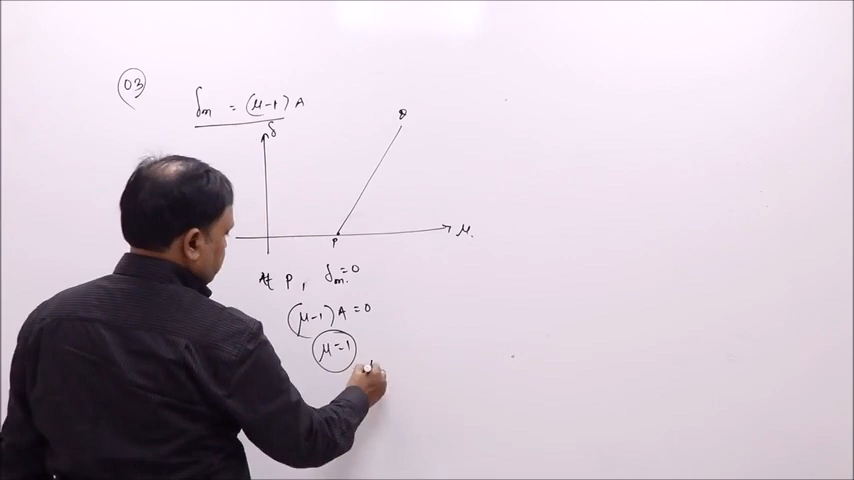 03
δm = (μ-1) A
δ
Q
μ.
P
At P, δm. = 0
(μ-1) A = 0
μ = 1